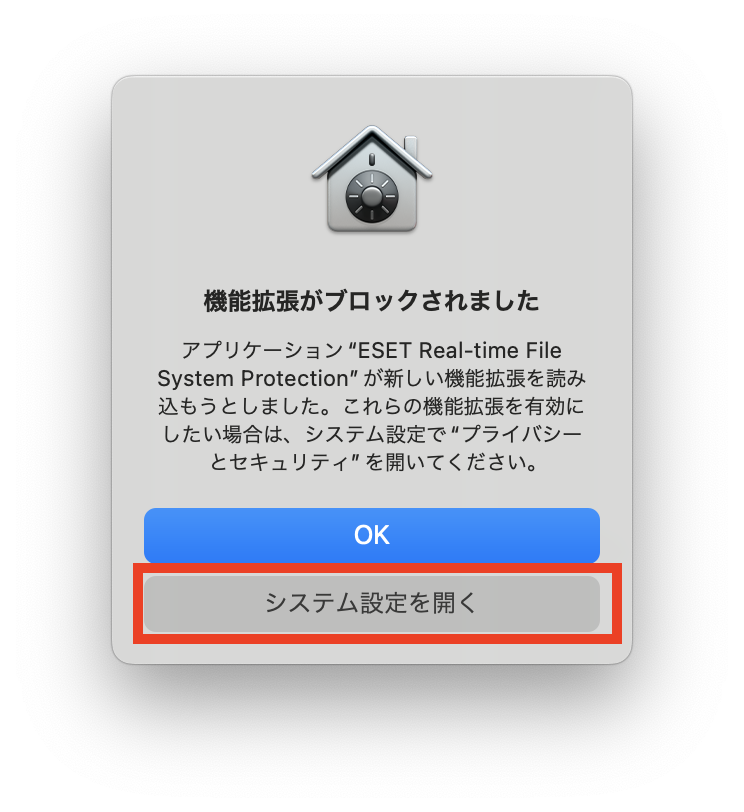 機能拡張がブロックされました
アプリケーション“ESET Real-time File
System Protection”が新しい機能拡張を読み
込もうとしました。これらの機能拡張を有効に
したい場合は、システム設定で“プライバシー
とセキュリティ”を開いてください。
OK
システム設定を開く